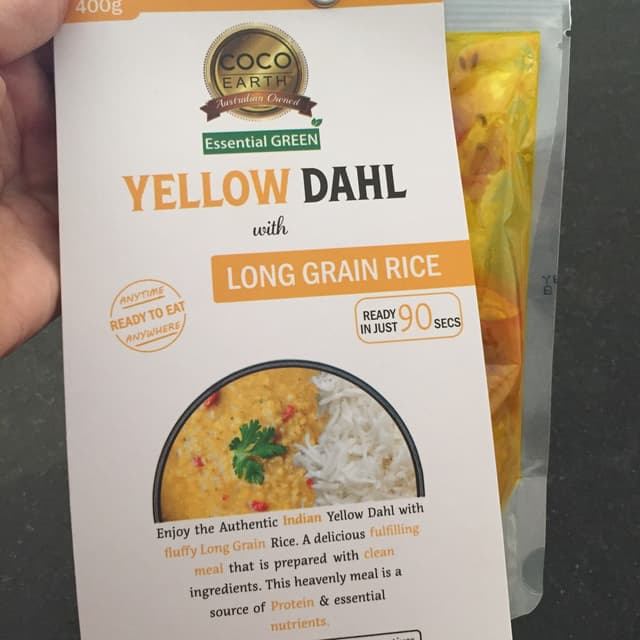 400g
COCO
EARTH
Australian Owned
Essential GREEN
YELLOW DAHL
with
LONG GRAIN RICE
ANYTIME
READY TO EAT
ANYWHERE
READY
IN JUST 90 SECS
Enjoy the Authentic Indian Yellow Dahl with
fluffy Long Grain Rice. A delicious fulfilling
meal that is prepared with clean
ingredients. This heavenly meal is a
source of Protein & essential
nutrients.